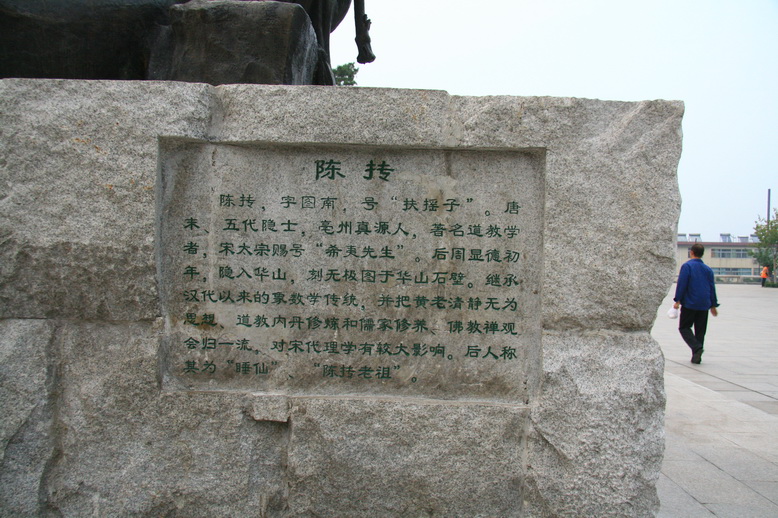 陈抟
陈抟，字图南，号“扶摇子”。唐
末、五代隐士，亳州真源人，著名道教学
者，宋太宗赐号“希夷先生”。后周显德初
年，隐入华山，刻无极图于华山石壁。继承
汉代以来的象数学传统，并把黄老清静无为
思想、道教内丹修炼和儒家修养、佛教禅观
会归一流，对宋代理学有较大影响。后人称
其为“睡仙”、“陈抟老祖”。